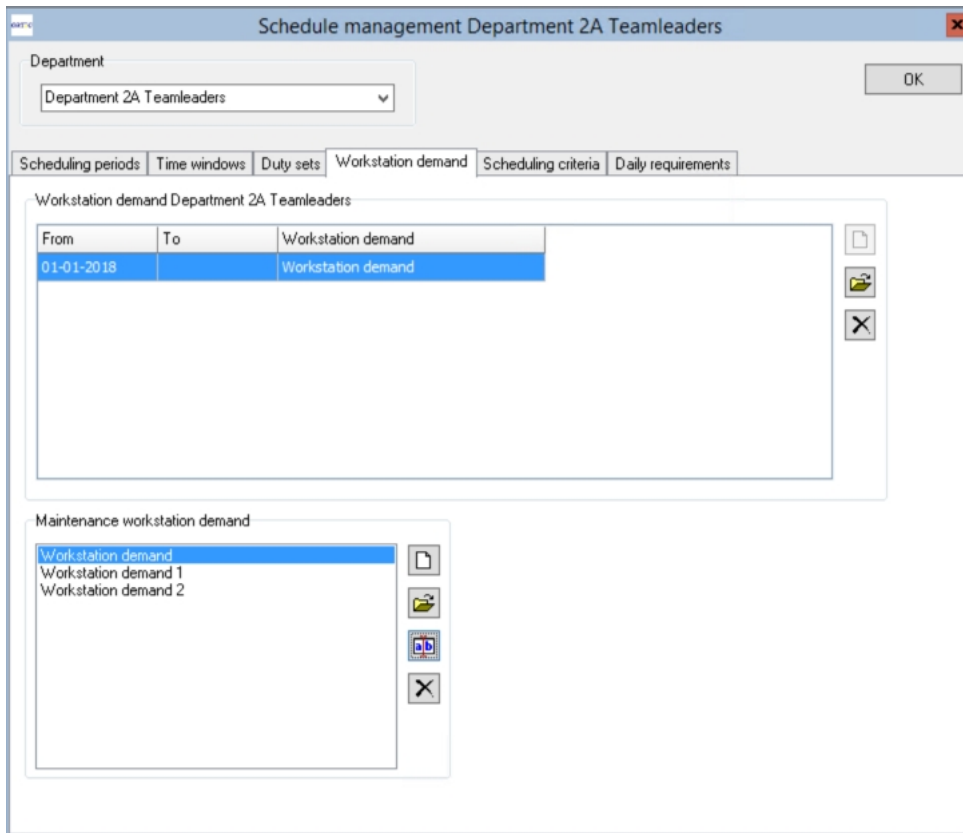 Schedule management Department 2A Teamleaders
Department
Department 2A Teamleaders
OK
Scheduling periods Time windows Duty sets Workstation demand Scheduling criteria Daily requirements
Workstation demand Department 2A Teamleaders
From To Workstation demand
01-01-2018 Workstation demand
Maintenance workstation demand
Workstation demand
Workstation demand 1
Workstation demand 2
ab